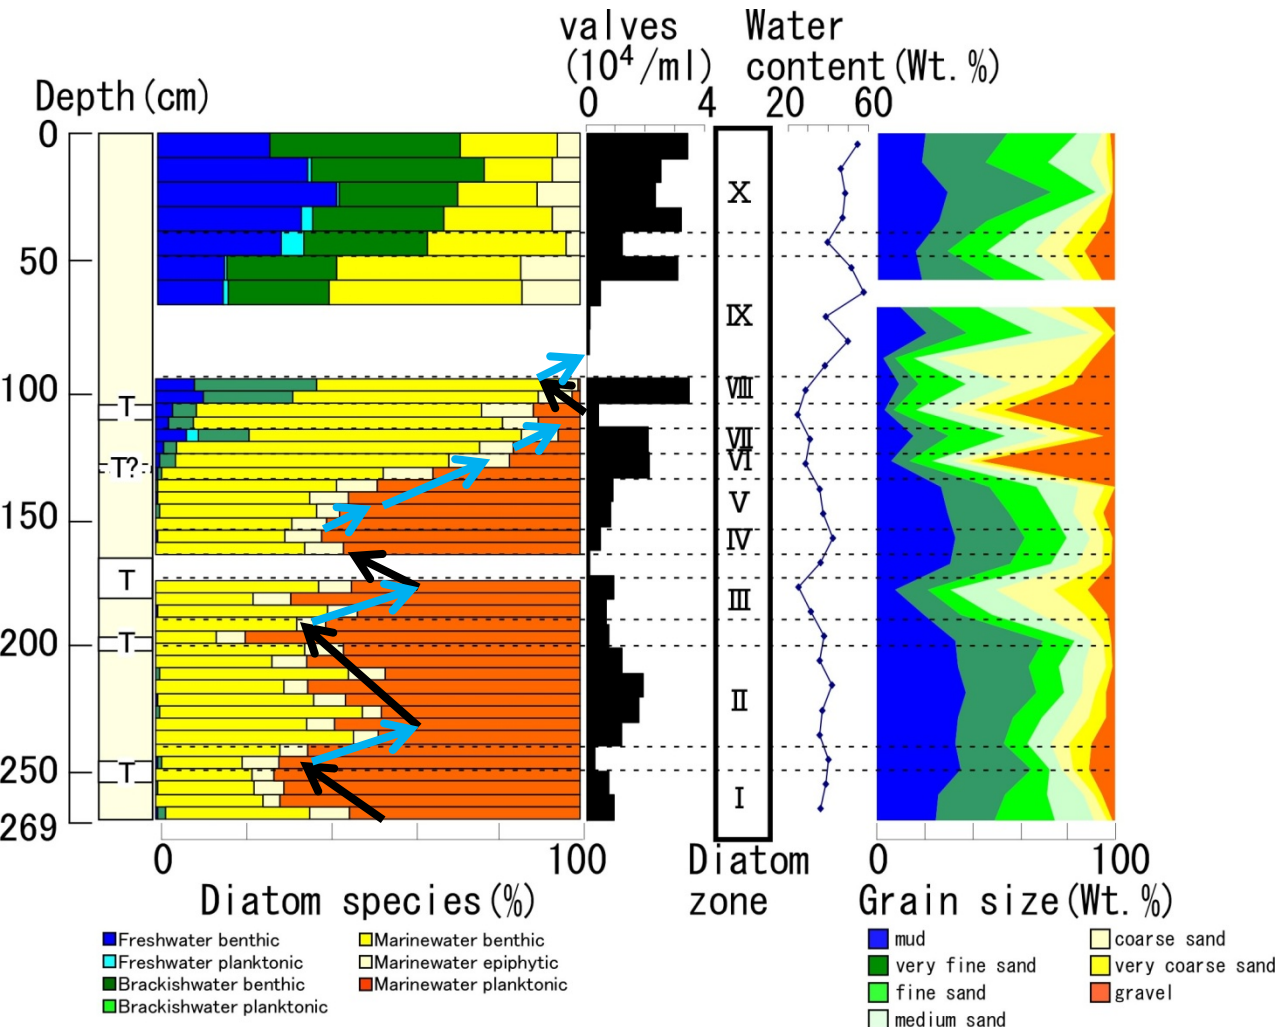 valves
(10⁴/ml)
Water
content(Wt.%)
Depth(cm)
0 4
20 60
0
50
100
150
200
250
269
T
T?
T
T
T
X
IX
VIII
VII
VI
V
IV
III
II
I
0 100
Diatom species(%)
Diatom
zone
0 100
Grain size(Wt.%)
Freshwater benthic
Freshwater planktonic
Brackishwater benthic
Brackishwater planktonic
Marinewater benthic
Marinewater epiphytic
Marinewater planktonic
mud
very fine sand
fine sand
medium sand
coarse sand
very coarse sand
gravel